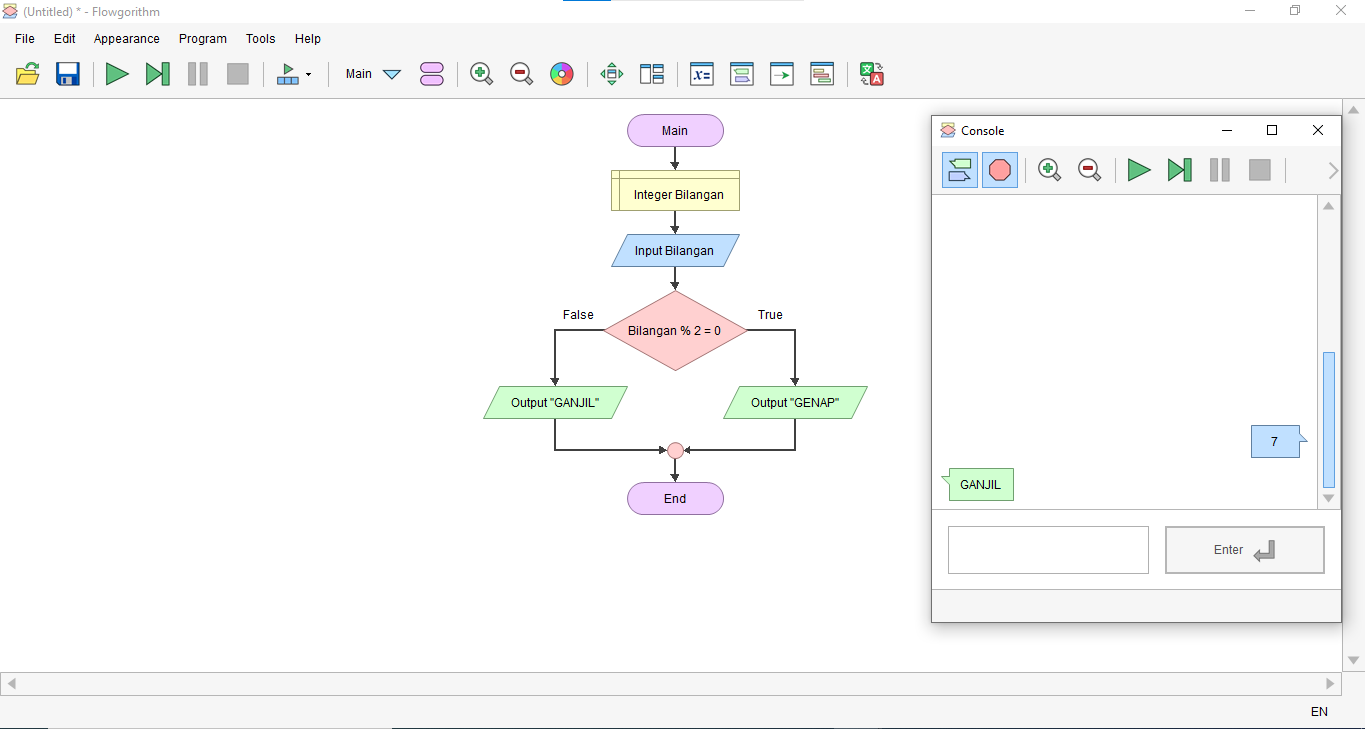 (Untitled) * - Flowgorithm
File Edit Appearance Program Tools Help
Main
x=
Main
Integer Bilangan
Input Bilangan
False
True
Bilangan % 2 = 0
Output "GANJIL"
Output "GENAP"
End
Console
7
GANJIL
Enter
EN